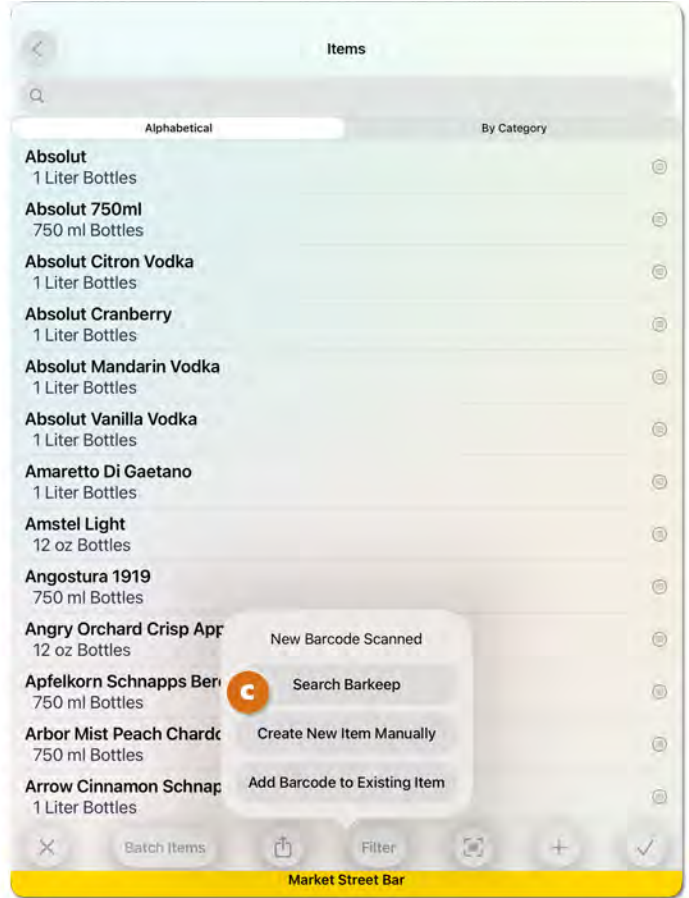 Items
Alphabetical
By Category
Absolut
1 Liter Bottles
Absolut 750ml
750 ml Bottles
Absolut Citron Vodka
1 Liter Bottles
Absolut Cranberry
1 Liter Bottles
Absolut Mandarin Vodka
1 Liter Bottles
Absolut Vanilla Vodka
1 Liter Bottles
Amaretto Di Gaetano
1 Liter Bottles
Amstel Light
12 oz Bottles
Angostura 1919
750 ml Bottles
Angry Orchard Crisp App
12 oz Bottles
Apfelkorn Schnapps Ber
750 ml Bottles
Arbor Mist Peach Chard
750 ml Bottles
Arrow Cinnamon Schnap
1 Liter Bottles
New Barcode Scanned
C
Search Barkeep
Create New Item Manually
Add Barcode to Existing Item
Batch Items
Filter
Market Street Bar